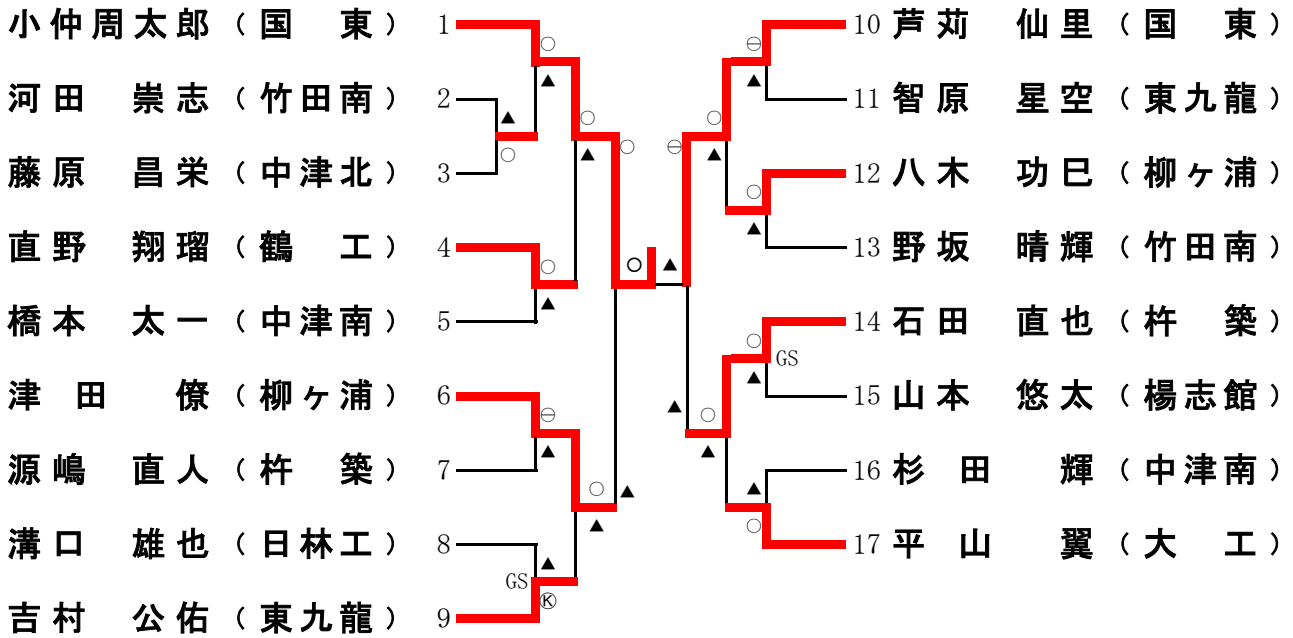 小仲周太郎（国　東） 1
河田　崇志（竹田南） 2
藤原　昌栄（中津北） 3
直野　翔瑠（鶴　工） 4
橋本　太一（中津南） 5
津田　僚（柳ヶ浦） 6
源嶋　直人（杵　築） 7
溝口　雄也（日林工） 8
GS
Ⓚ
吉村　公佑（東九龍） 9
10 芦苅　仙里（国　東）
11 智原　星空（東九龍）
12 八木　功巳（柳ヶ浦）
13 野坂　晴輝（竹田南）
14 石田　直也（杵　築）
GS
15 山本　悠太（楊志館）
16 杉田　輝（中津南）
17 平山　翼（大　工）